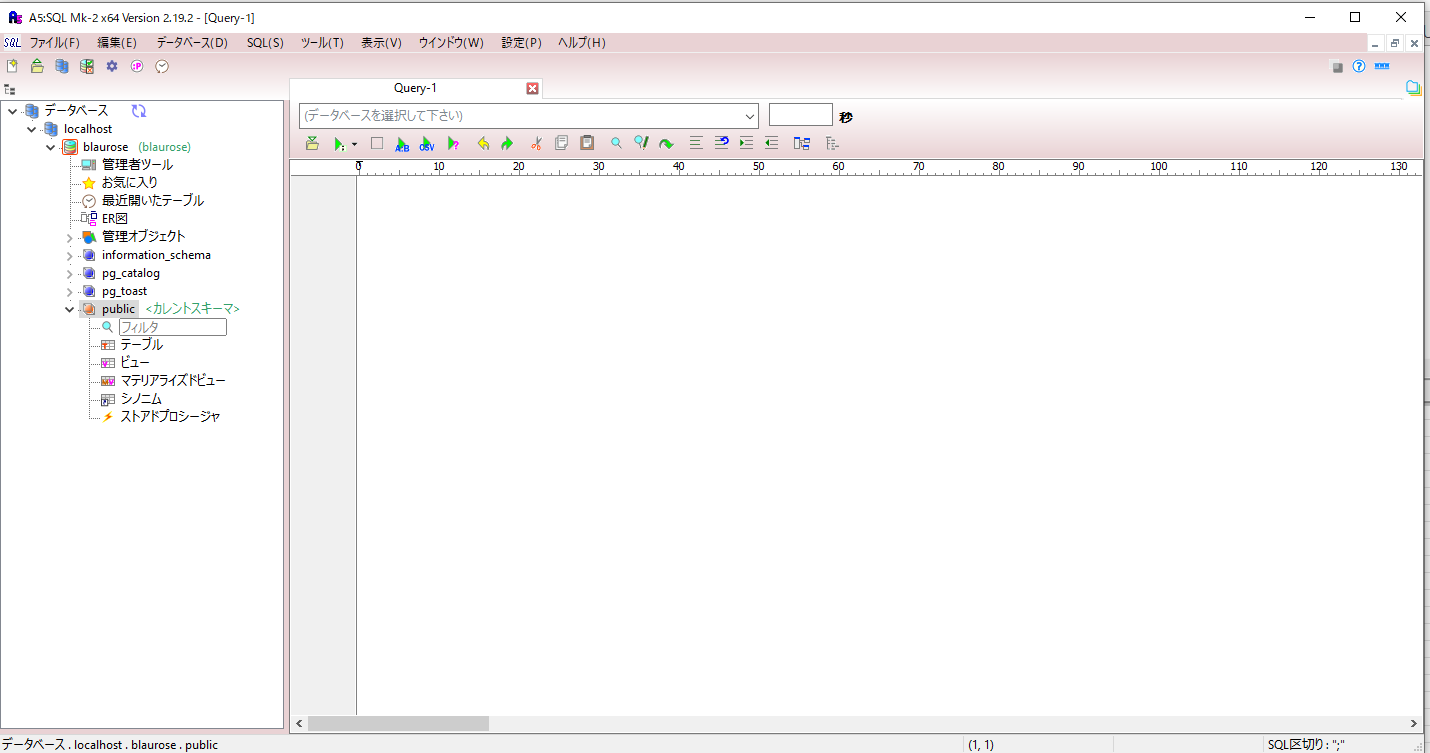 A5:SQL Mk-2 x64 Version 2.19.2 - [Query-1]
SQL ファイル(F) 編集(E) データベース(D) SQL(S) ツール(T) 表示(V) ウインドウ(W) 設定(P) ヘルプ(H)
Query-1
データベース
(データベースを選択して下さい) 秒
localhost
blaurose (blaurose)
管理者ツール
お気に入り
最近開いたテーブル
ER図
管理オブジェクト
information_schema
pg_catalog
pg_toast
public <カレントスキーマ>
フィルタ
テーブル
ビュー
マテリアライズドビュー
シノニム
ストアドプロシージャ
A:B CSV
0 10 20 30 40 50 60 70 80 90 100 110 120 130
データベース . localhost . blaurose . public (1, 1) SQL区切り : ";"